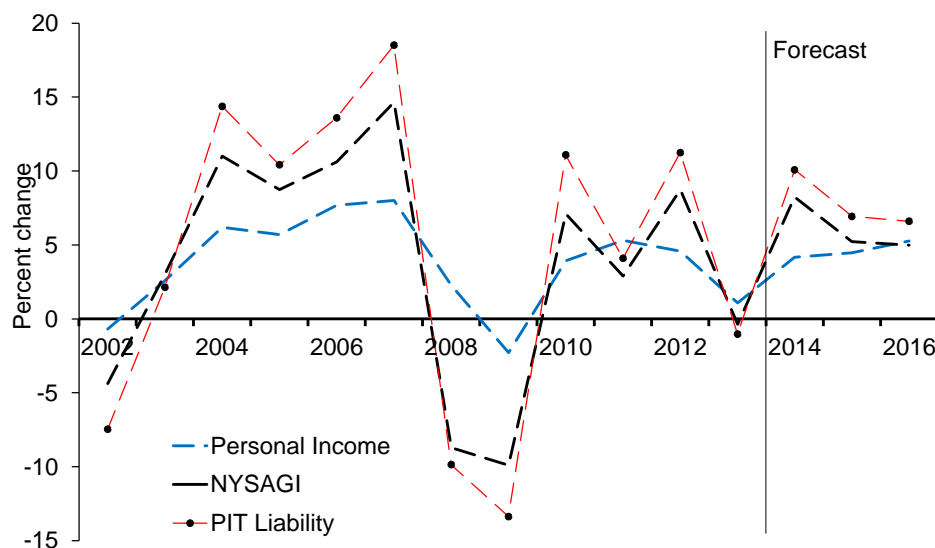 20
15
10
5
0
-5
-10
-15
Percent change
Forecast
2002 2004 2006 2008 2010 2012 2014 2016
Personal Income
NYSAGI
PIT Liability